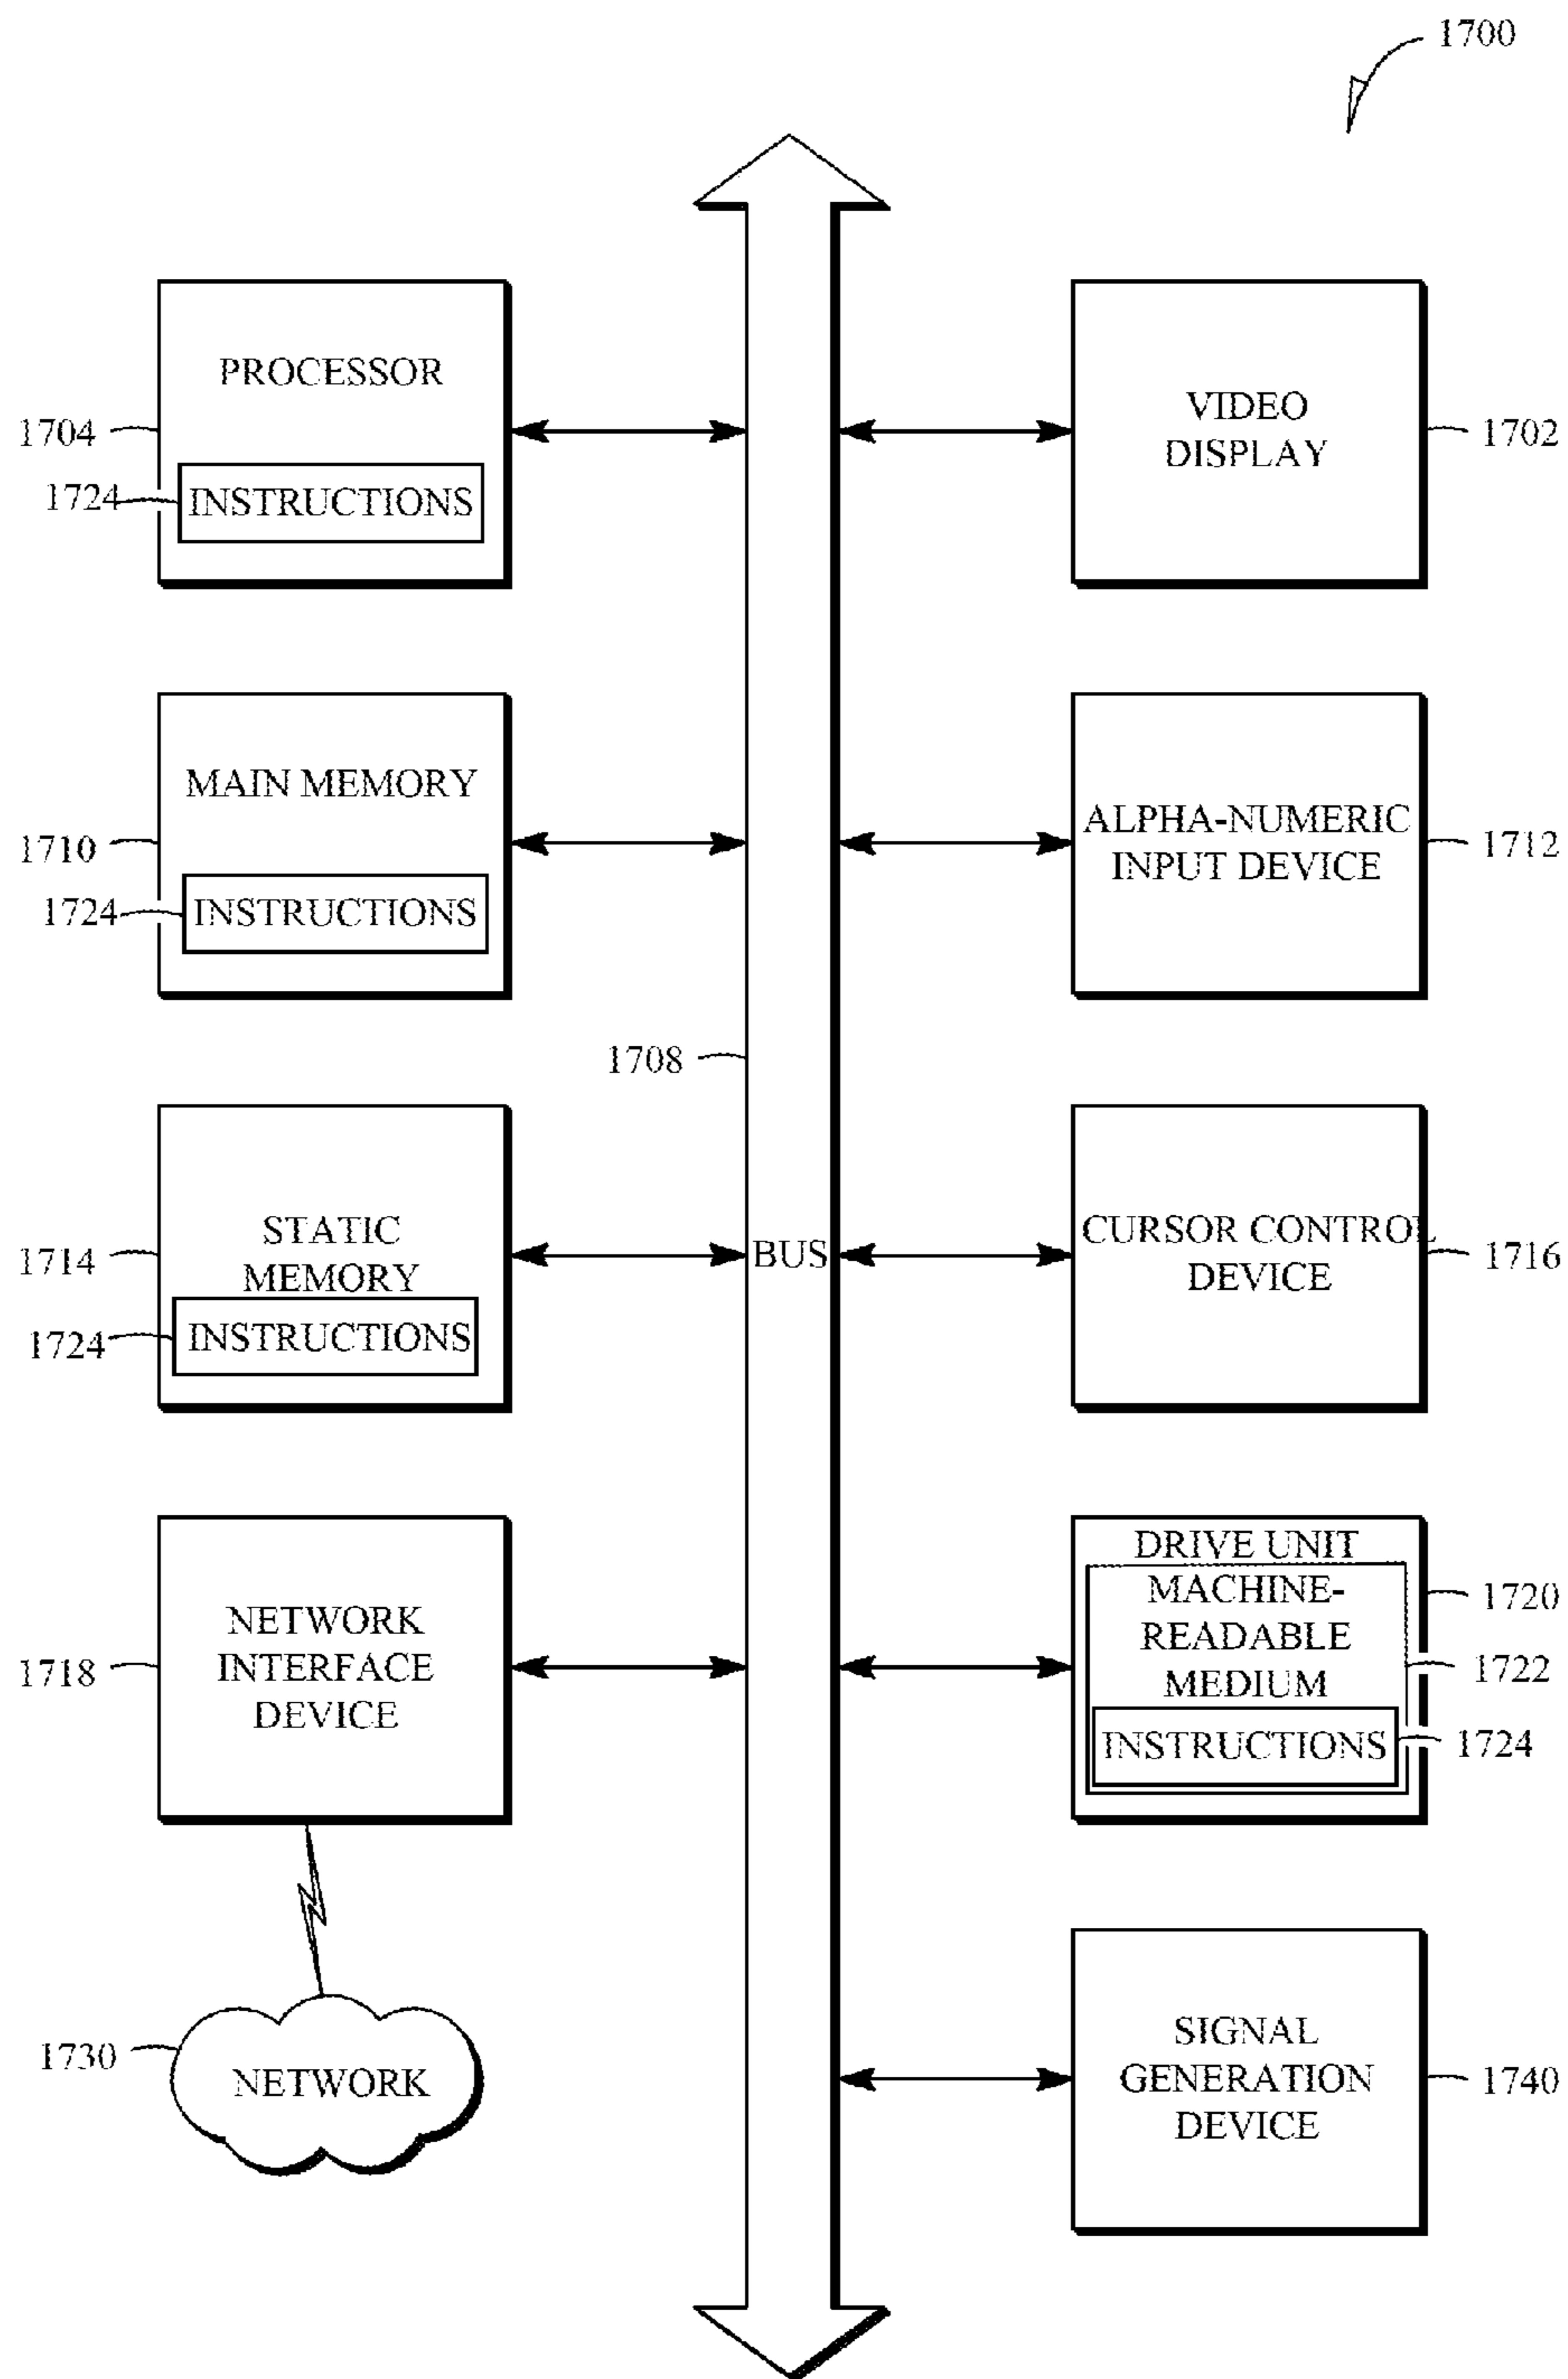 1700
PROCESSOR
1704
1724
INSTRUCTIONS
VIDEO
DISPLAY
1702
MAIN MEMORY
1710
1724
INSTRUCTIONS
ALPHA-NUMERIC
INPUT DEVICE
1712
1708
BUS
STATIC
MEMORY
1714
1724
INSTRUCTIONS
CURSOR CONTROL
DEVICE
1716
NETWORK
INTERFACE
DEVICE
1718
DRIVE UNIT
1720
MACHINE-
READABLE
MEDIUM
1722
INSTRUCTIONS
1724
1730
NETWORK
SIGNAL
GENERATION
DEVICE
1740